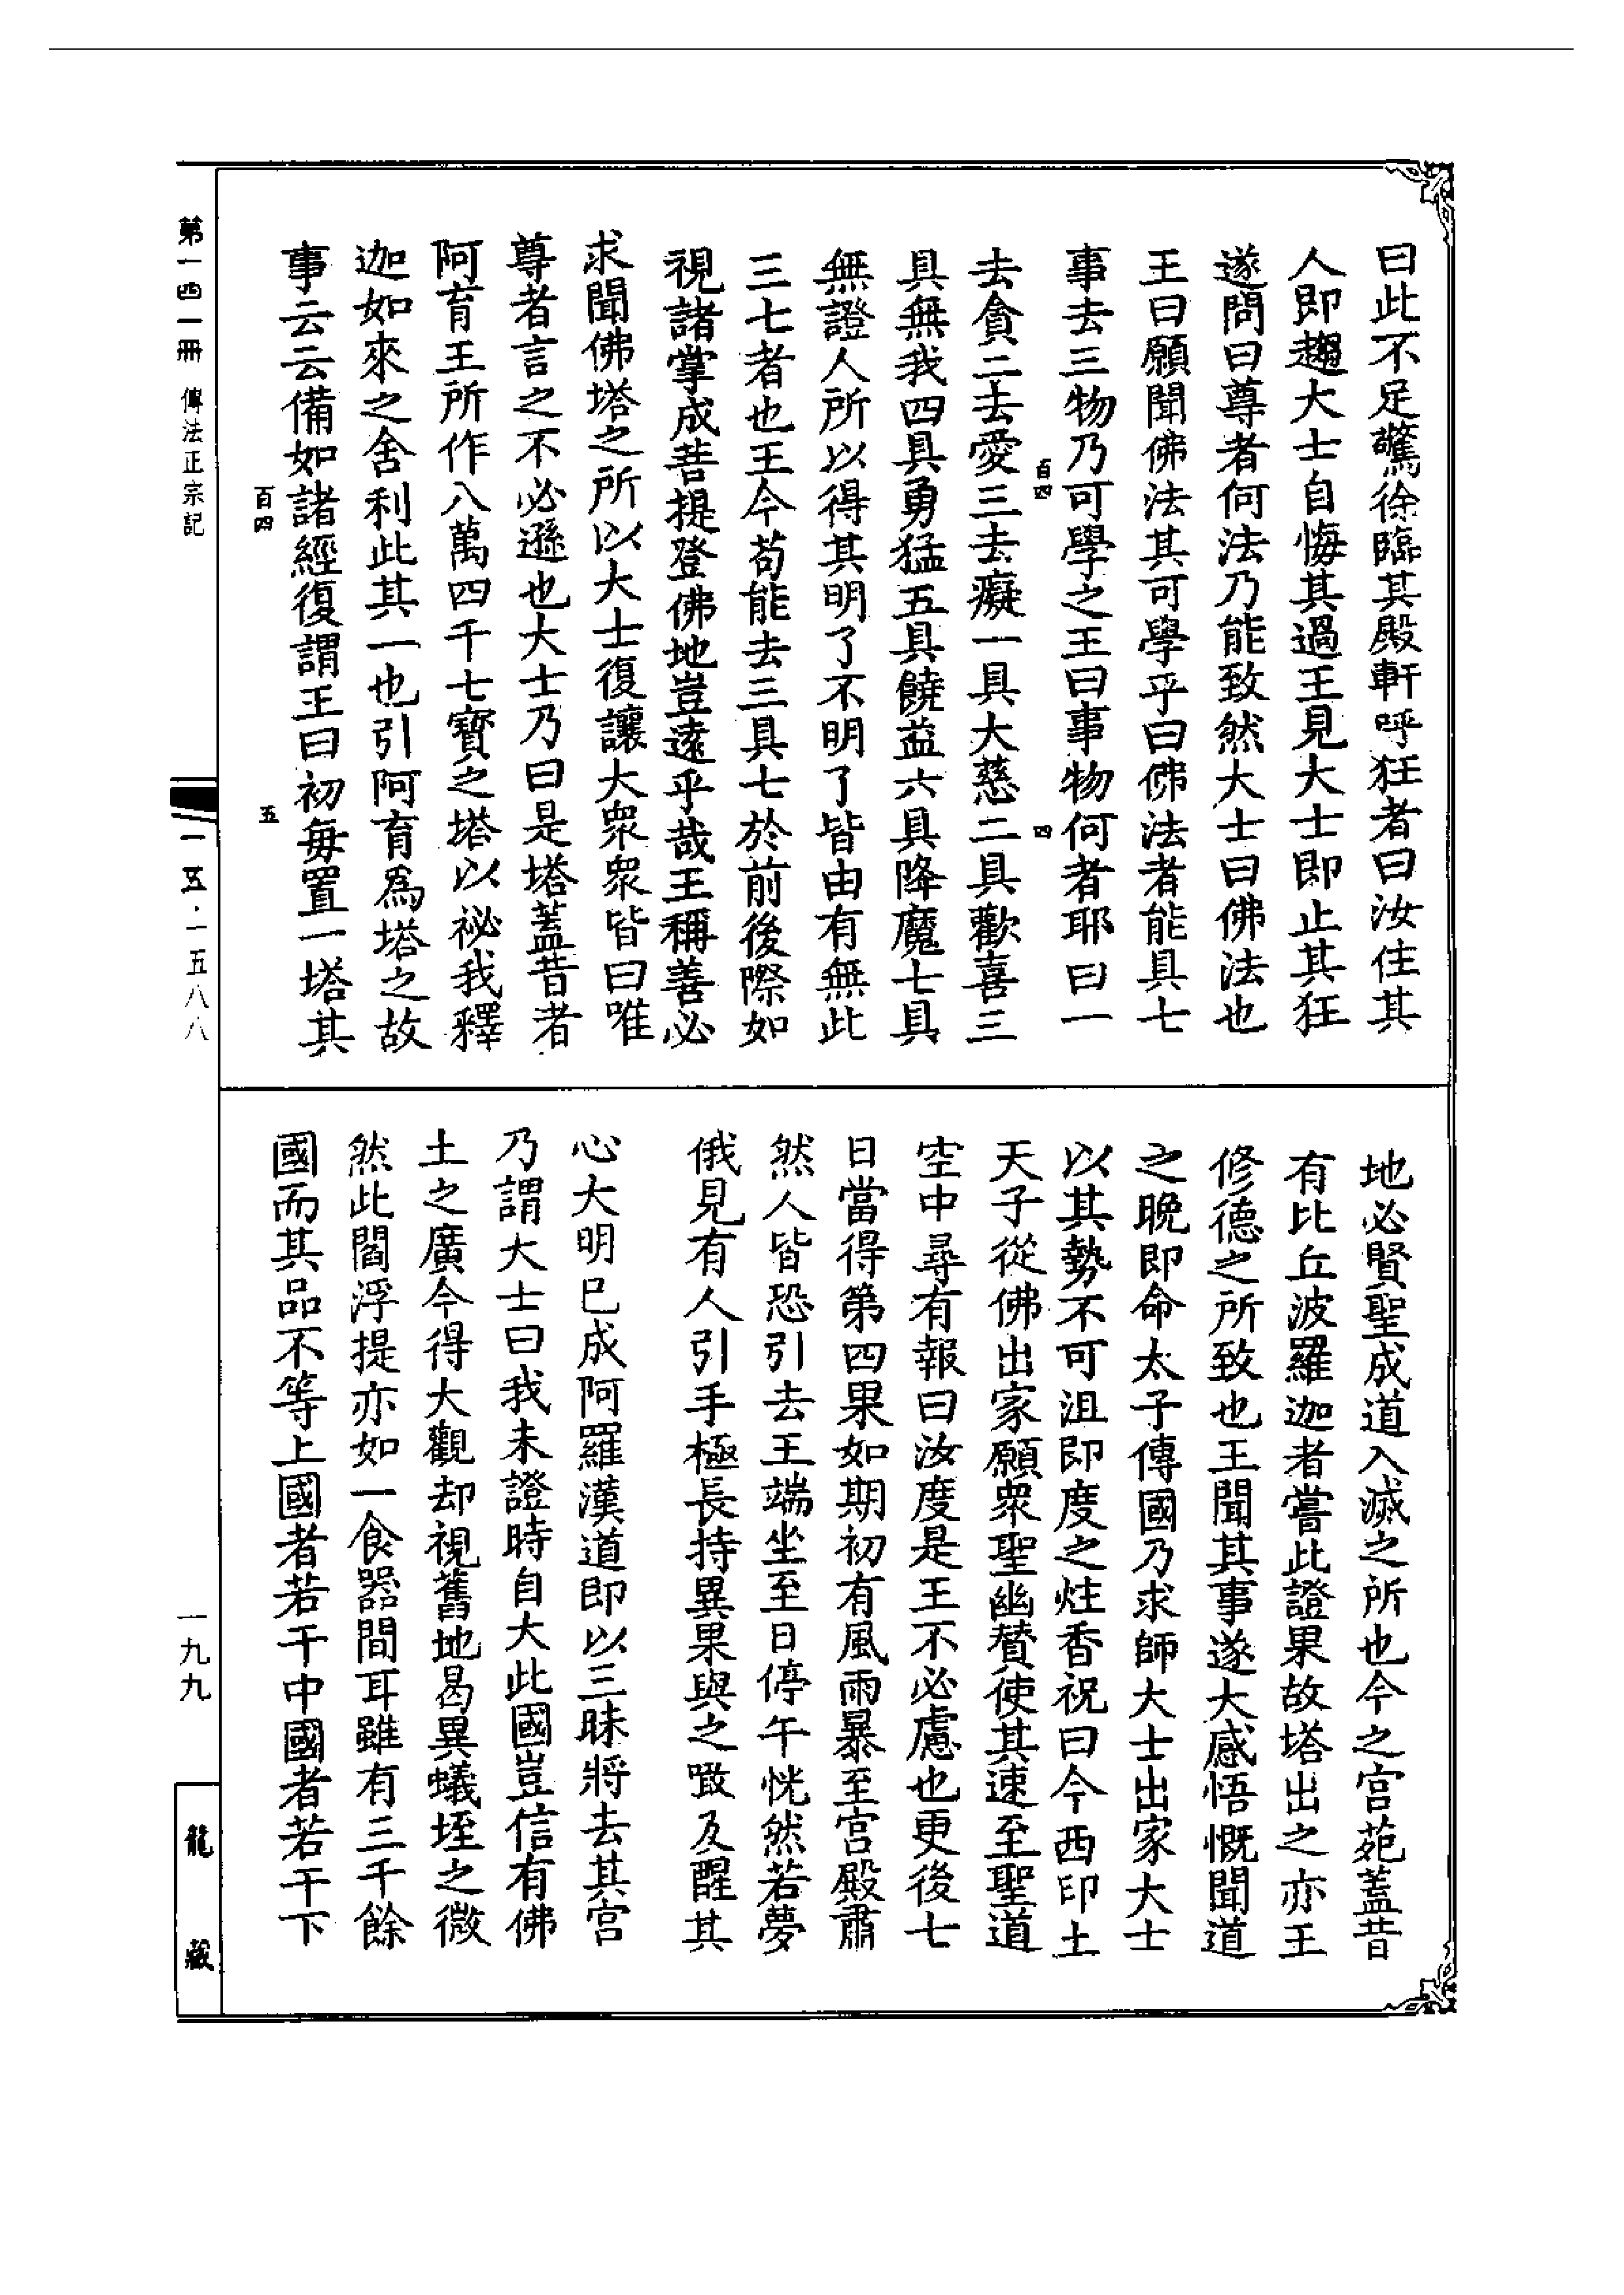 曰此不足驚徐臨其殿軒呼狂者曰汝住其
人即趨大士自悔其過王見大士即止其狂
遂問曰尊者何法乃能致然大士曰佛法也
王曰願聞佛法其可學乎曰佛法者能具七
事去三物乃可學之王曰事物何者耶曰一
百四
四
去貪二去愛三去癡一具大慈二具歡喜三
具無我四具勇猛五具饒益六具降魔七具
無證人所以得其明了不明了皆由有無此
三七者也王今苟能去三具七於前後際如
視諸掌成菩提登佛地豈遠乎哉王稱善必
求聞佛塔之所以大士復讓大眾眾皆曰唯
尊者言之不必遜也大士乃曰是塔蓋昔者
阿育王所作八萬四千七寶之塔以祕我釋
迦如來之舍利此其一也引阿育為塔之故
事云云備如諸經復謂王曰初每置一塔其
百四
五
地必賢聖成道入滅之所也今之宮苑蓋昔
有比丘波羅迦者嘗此證果故塔出之亦王
修德之所致也王聞其事遂大感悟慨聞道
之晚即命太子傳國乃求師大士出家大士
以其勢不可沮即度之炷香祝曰今西印土
天子從佛出家願眾聖幽贊使其速至聖道
空中尋有報曰汝度是王不必慮也更後七
日當得第四果如期初有風雨暴至宮殿肅
然人皆恐引去王端坐至日停午恍然若夢
俄見有人引手極長持異果與之噉及醒其
心大明已成阿羅漢道即以三昧將去其宮
乃謂大士曰我未證時自大此國豈信有佛
土之廣今得大觀却視舊地曷異蟻垤之微
然此閻浮提亦如一食器間耳雖有三千餘
國而其品不等上國者若干中國者若干下
第一四一冊 傳法正宗記
一五·一五八八
一九九
龍藏